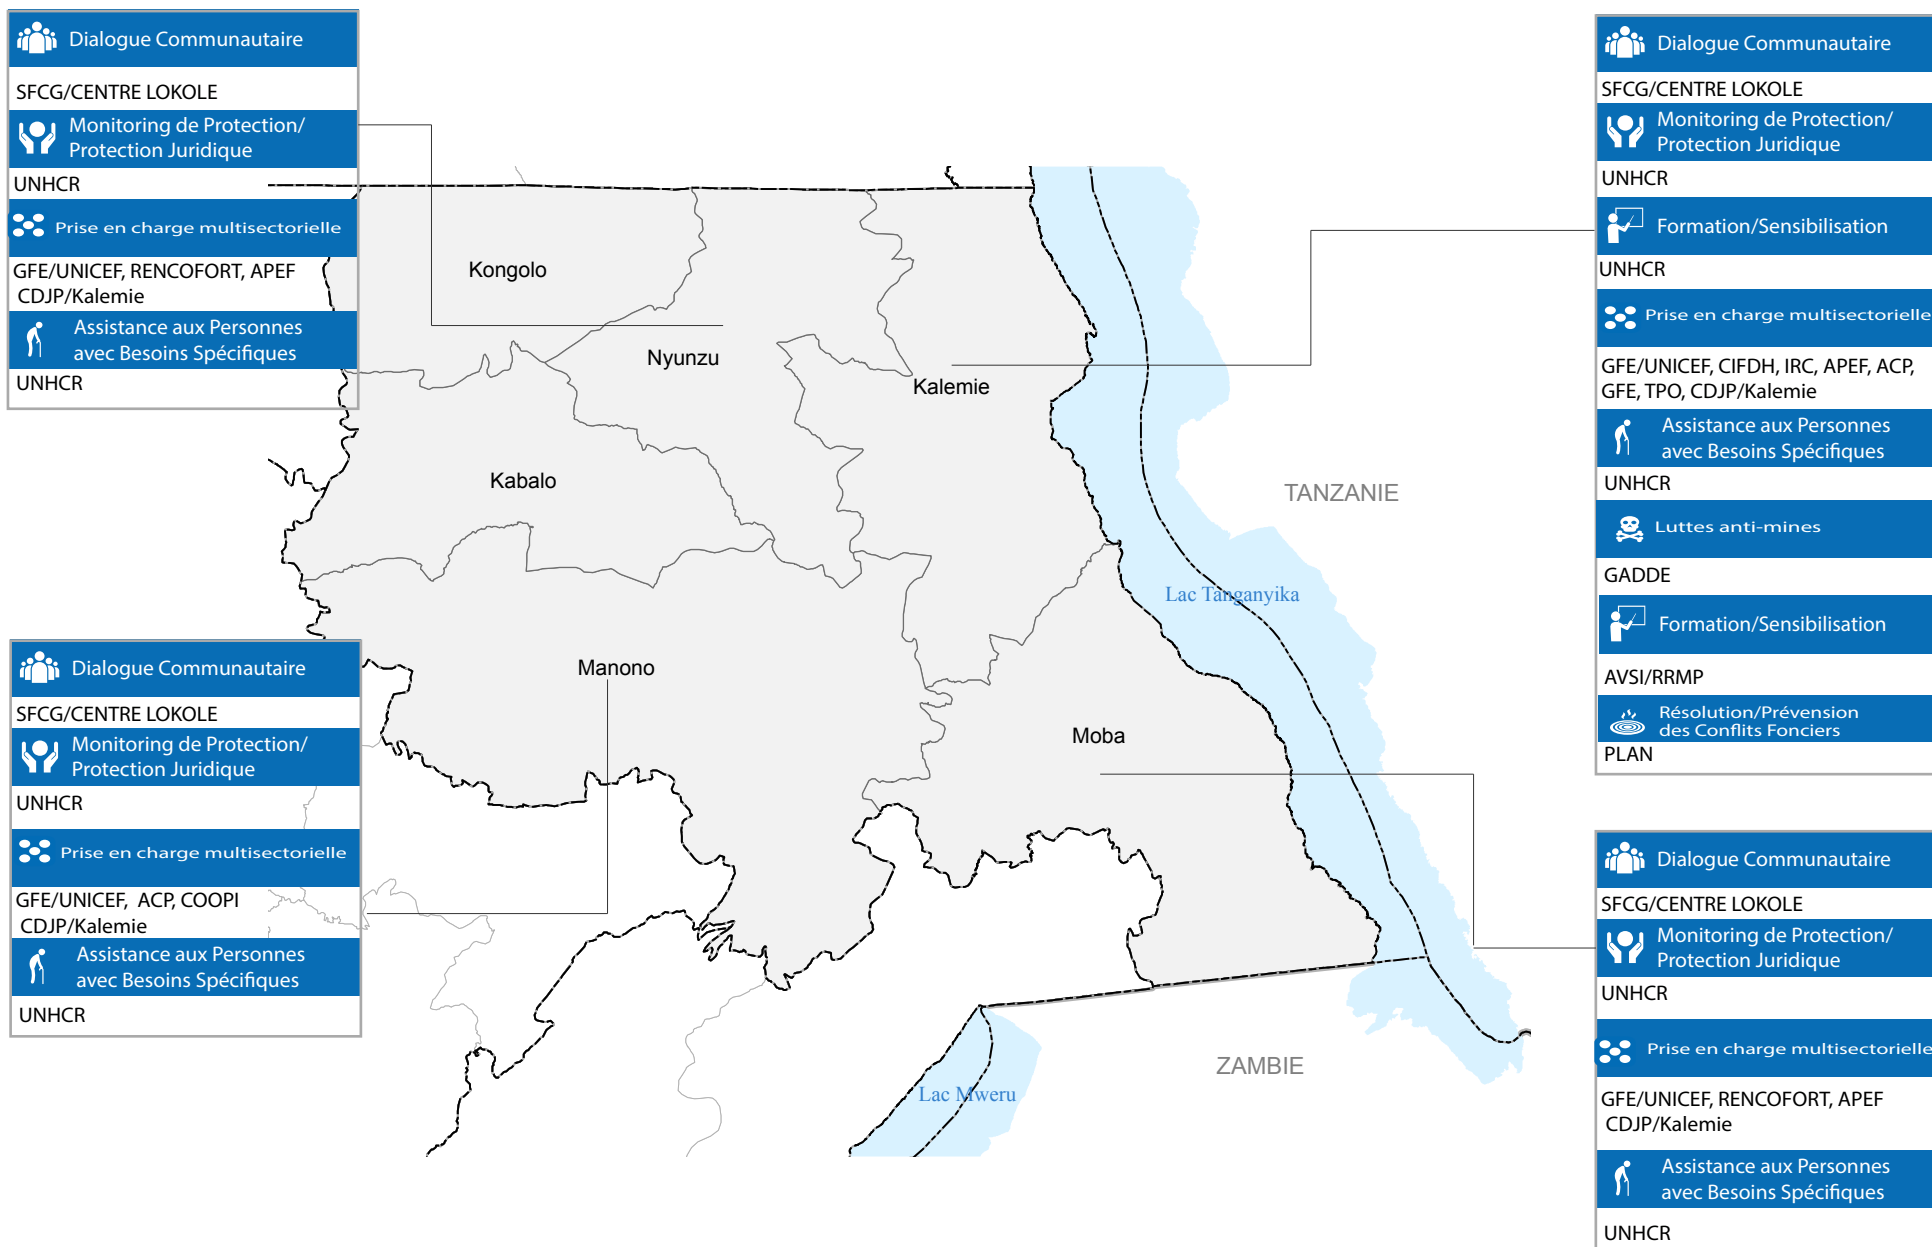 Dialogue Communautaire
SFCG/CENTRE LOKOLE
Monitoring de Protection/
Protection Juridique
UNHCR
Prise en charge multisectorielle
GFE/UNICEF, RENCOFORT, APEF
CDJP/Kalemie
Assistance aux Personnes
avec Besoins Spécifiques
UNHCR
Dialogue Communautaire
SFCG/CENTRE LOKOLE
Monitoring de Protection/
Protection Juridique
UNHCR
Prise en charge multisectorielle
GFE/UNICEF, ACP, COOPI
CDJP/Kalemie
Assistance aux Personnes
avec Besoins Spécifiques
UNHCR
Kongolo
Nyunzu
Kalemie
Kabalo
TANZANIE
Lac Tanganyika
Manono
Moba
ZAMBIE
Lac Mweru
Dialogue Communautaire
SFCG/CENTRE LOKOLE
Monitoring de Protection/
Protection Juridique
UNHCR
Formation/Sensibilisation
UNHCR
Prise en charge multisectorielle
GFE/UNICEF, CIFDH, IRC, APEF, ACP,
GFE, TPO, CDJP/Kalemie
Assistance aux Personnes
avec Besoins Spécifiques
UNHCR
Luttes anti-mines
GADDE
Formation/Sensibilisation
AVSI/RRMP
Résolution/Prévension
des Conflits Fonciers
PLAN
Dialogue Communautaire
SFCG/CENTRE LOKOLE
Monitoring de Protection/
Protection Juridique
UNHCR
Prise en charge multisectorielle
GFE/UNICEF, RENCOFORT, APEF
CDJP/Kalemie
Assistance aux Personnes
avec Besoins Spécifiques
UNHCR